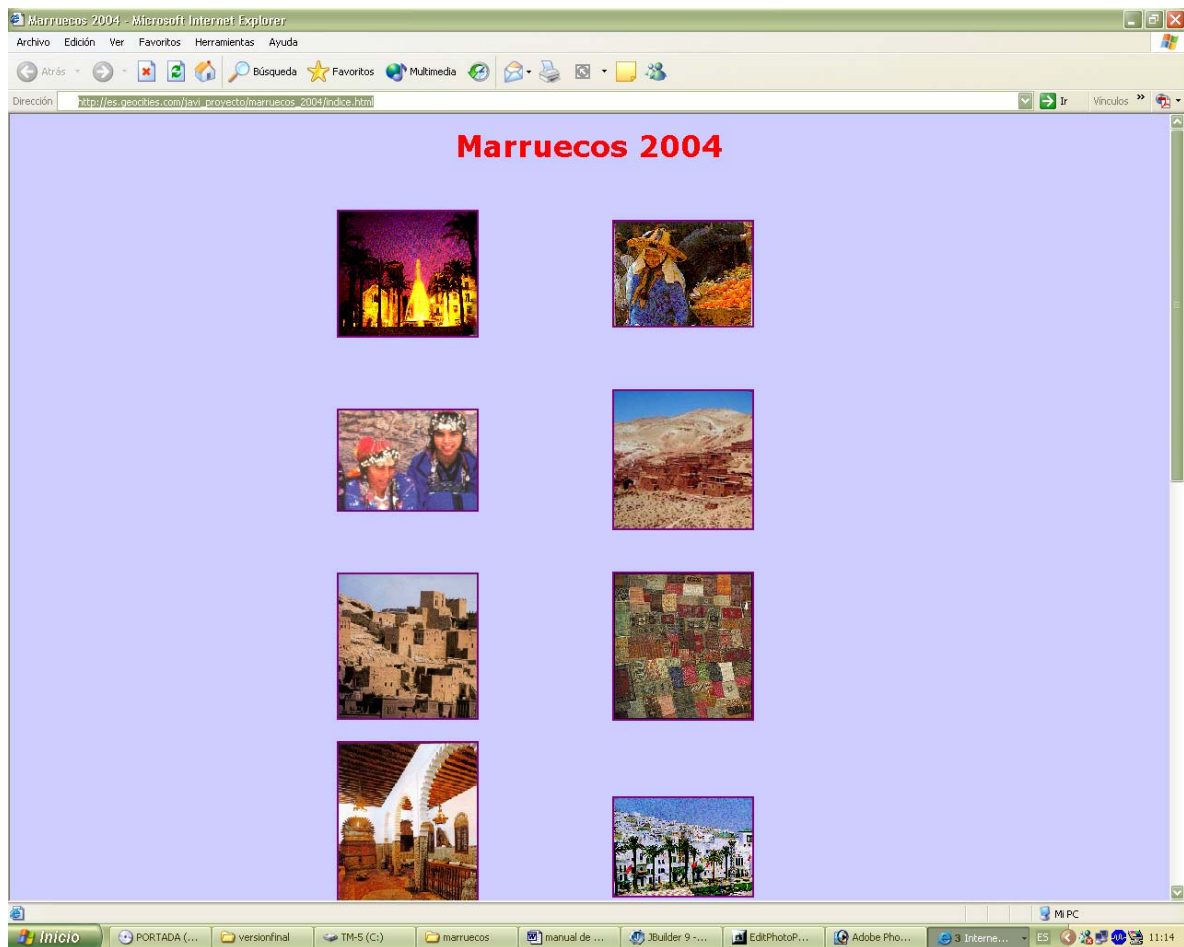 Marruecos 2004 - Microsoft Internet Explorer
Archivo Edición Ver Favoritos Herramientas Ayuda
Atrás Búsqueda Favoritos Multimedia
Dirección http://es.geocities.com/javi_proyecto/marruecos_2004/indice.html Ir Vínculos »
Marruecos 2004
Mi PC
Inicio PORTADA (... versionfinal TM-5 (C:) marruecos manual de ... JBuilder 9 -... EditPhotoP... Adobe Pho... 3 Interne... ES 11:14